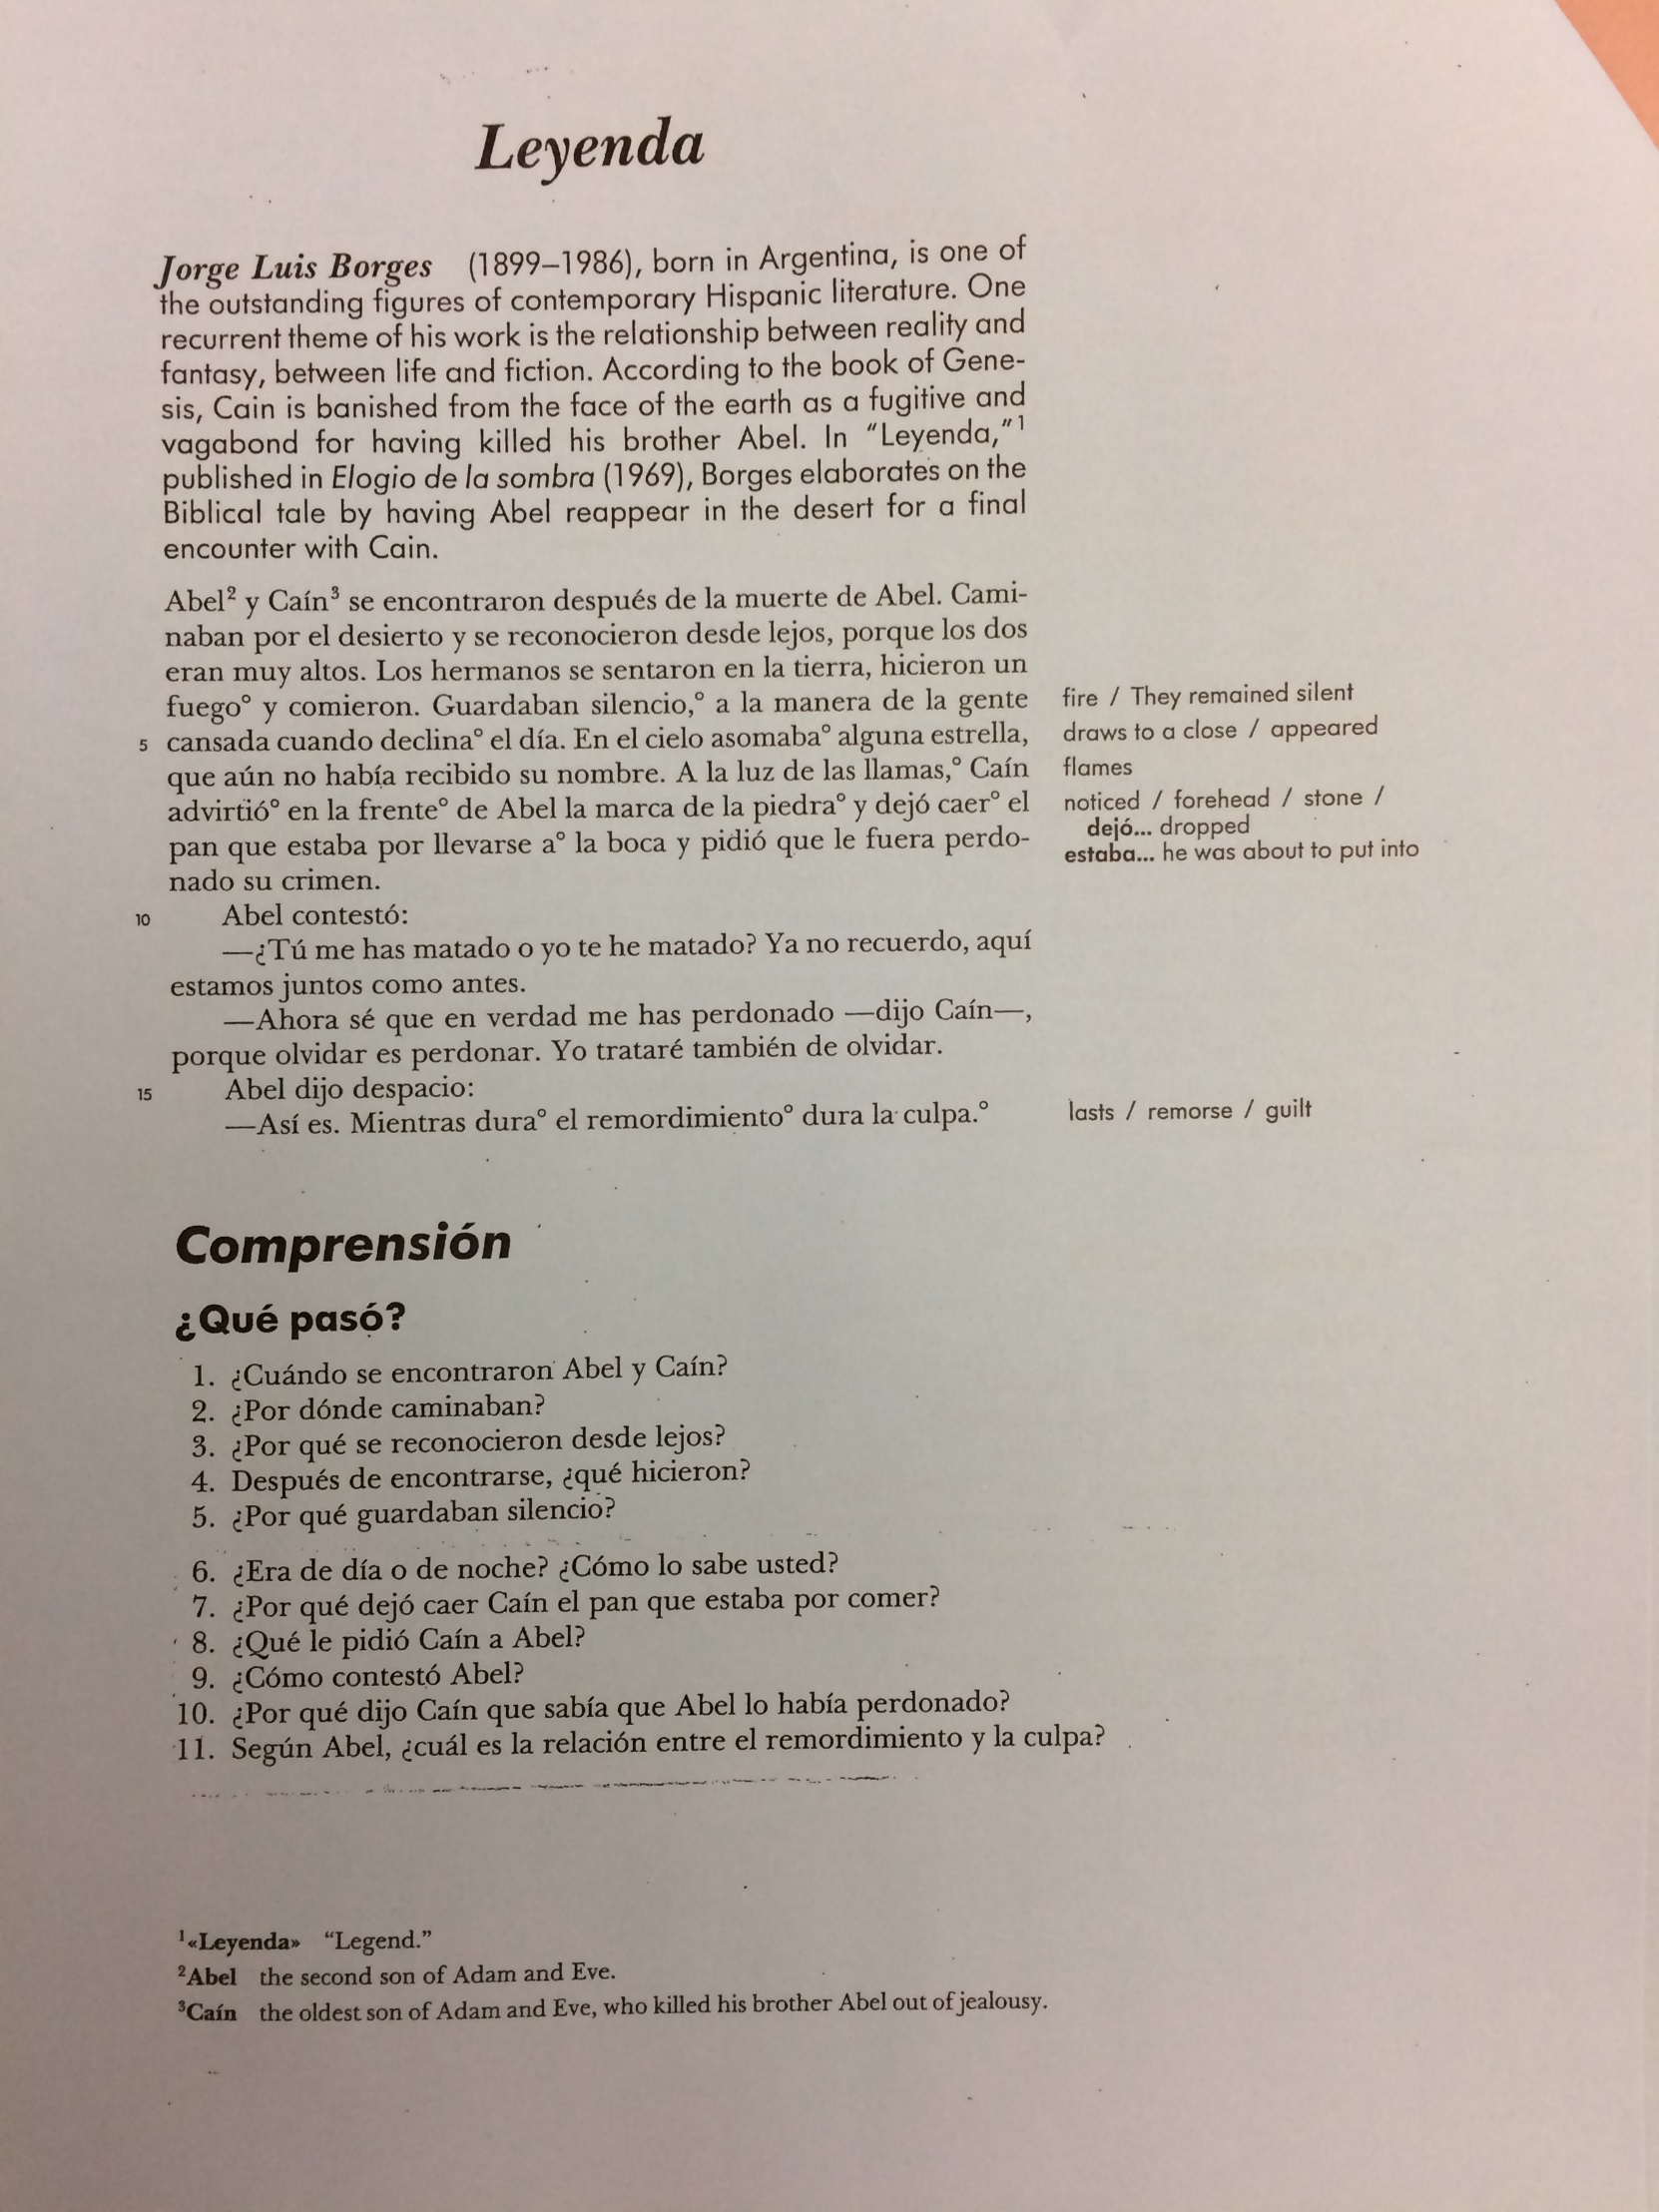 Leyenda
Jorge Luis Borges (1899–1986), born in Argentina, is one of
the outstanding figures of contemporary Hispanic literature. One
recurrent theme of his work is the relationship between reality and
fantasy, between life and fiction. According to the book of Gene-
sis, Cain is banished from the face of the earth as a fugitive and
vagabond for having killed his brother Abel. In “Leyenda,”¹
published in Elogio de la sombra (1969), Borges elaborates on the
Biblical tale by having Abel reappear in the desert for a final
encounter with Cain.
Abel² y Caín³ se encontraron después de la muerte de Abel. Cami-
naban por el desierto y se reconocieron desde lejos, porque los dos
eran muy altos. Los hermanos se sentaron en la tierra, hicieron un
fuego° y comieron. Guardaban silencio,° a la manera de la gente fire / They remained silent
5 cansada cuando declina° el día. En el cielo asomaba° alguna estrella, draws to a close / appeared
que aún no había recibido su nombre. A la luz de las llamas,° Caín flames
advirtió° en la frente° de Abel la marca de la piedra° y dejó caer° el noticed / forehead / stone /
dejó... dropped
pan que estaba por llevarse a° la boca y pidió que le fuera perdo- estaba... he was about to put into
nado su crimen.
10 Abel contestó:
—¿Tú me has matado o yo te he matado? Ya no recuerdo, aquí
estamos juntos como antes.
—Ahora sé que en verdad me has perdonado —dijo Caín—,
porque olvidar es perdonar. Yo trataré también de olvidar.
15 Abel dijo despacio:
—Así es. Mientras dura° el remordimiento° dura la culpa.° lasts / remorse / guilt
Comprensión
¿Qué pasó?
1. ¿Cuándo se encontraron Abel y Caín?
2. ¿Por dónde caminaban?
3. ¿Por qué se reconocieron desde lejos?
4. Después de encontrarse, ¿qué hicieron?
5. ¿Por qué guardaban silencio?
6. ¿Era de día o de noche? ¿Cómo lo sabe usted?
7. ¿Por qué dejó caer Caín el pan que estaba por comer?
8. ¿Qué le pidió Caín a Abel?
9. ¿Cómo contestó Abel?
10. ¿Por qué dijo Caín que sabía que Abel lo había perdonado?
11. Según Abel, ¿cuál es la relación entre el remordimiento y la culpa?
¹«Leyenda» “Legend.”
²Abel the second son of Adam and Eve.
³Caín the oldest son of Adam and Eve, who killed his brother Abel out of jealousy.